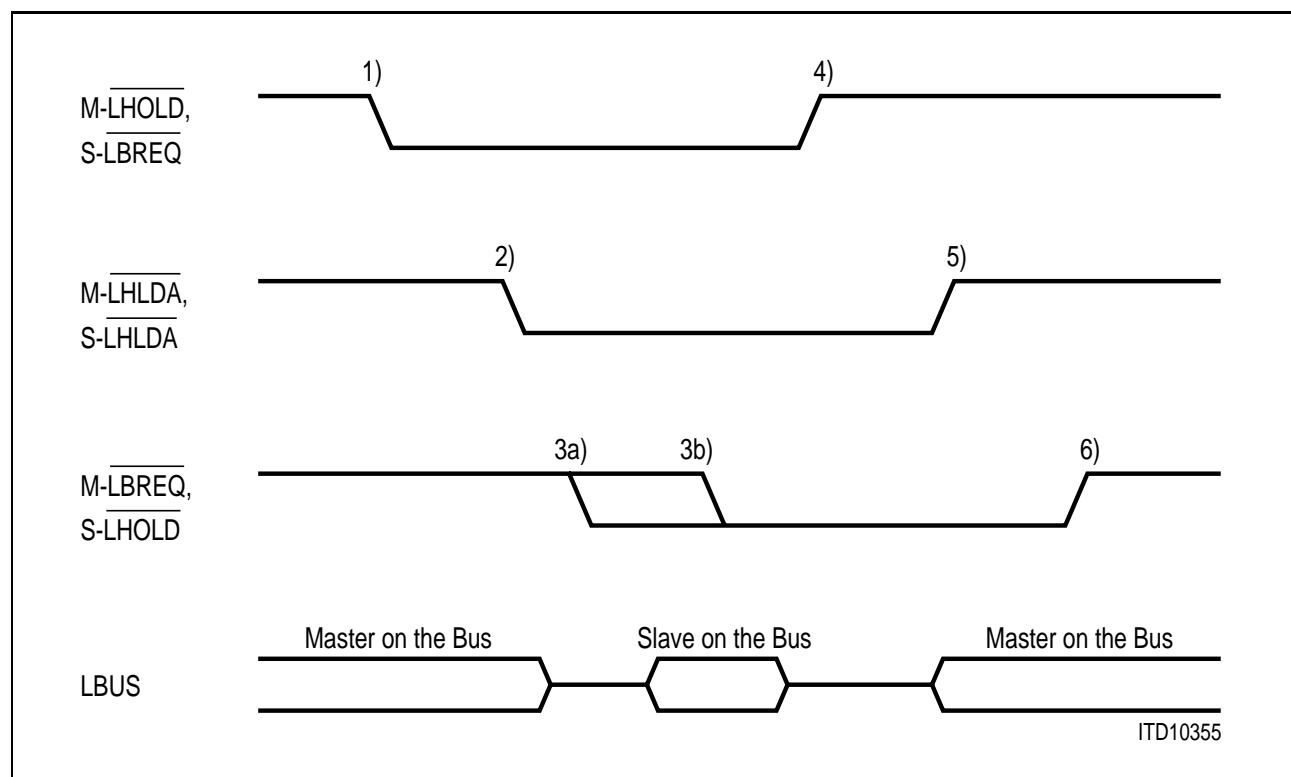 1) 4)
M-LHOLD,
S-LBREQ
2) 5)
M-LHLDA,
S-LHLDA
3a) 3b) 6)
M-LBREQ,
S-LHOLD
Master on the Bus Slave on the Bus Master on the Bus
LBUS
ITD10355